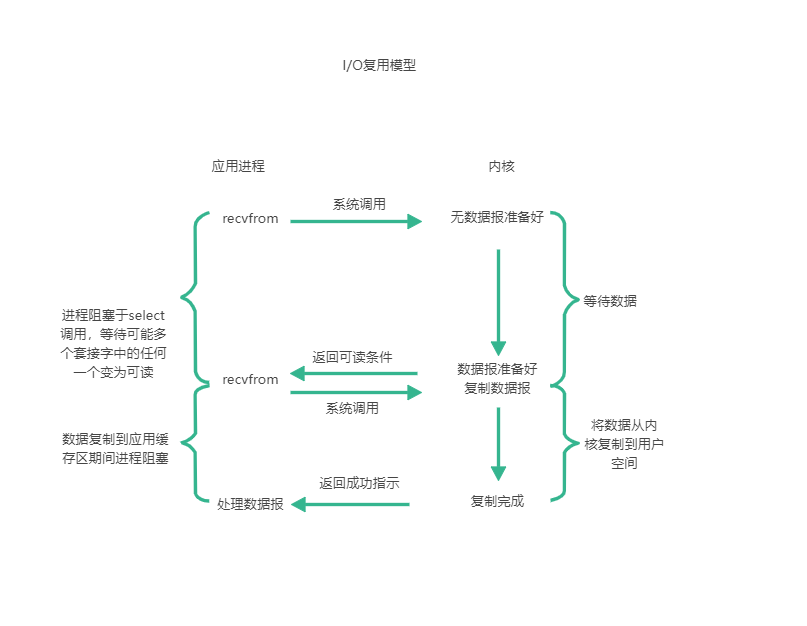 I/O复用模型
应用进程
内核
recvfrom
系统调用
无数据报准备好
等待数据
进程阻塞于select
调用，等待可能多
个套接字中的任何
一个变为可读
返回可读条件
recvfrom
系统调用
数据报准备好
复制数据报
数据复制到应用缓
存区期间进程阻塞
将数据从内
核复制到用户
空间
返回成功指示
处理数据报
复制完成